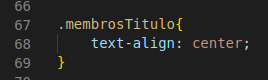 66
67 .membrosTitulo{
68 text-align: center;
69 }